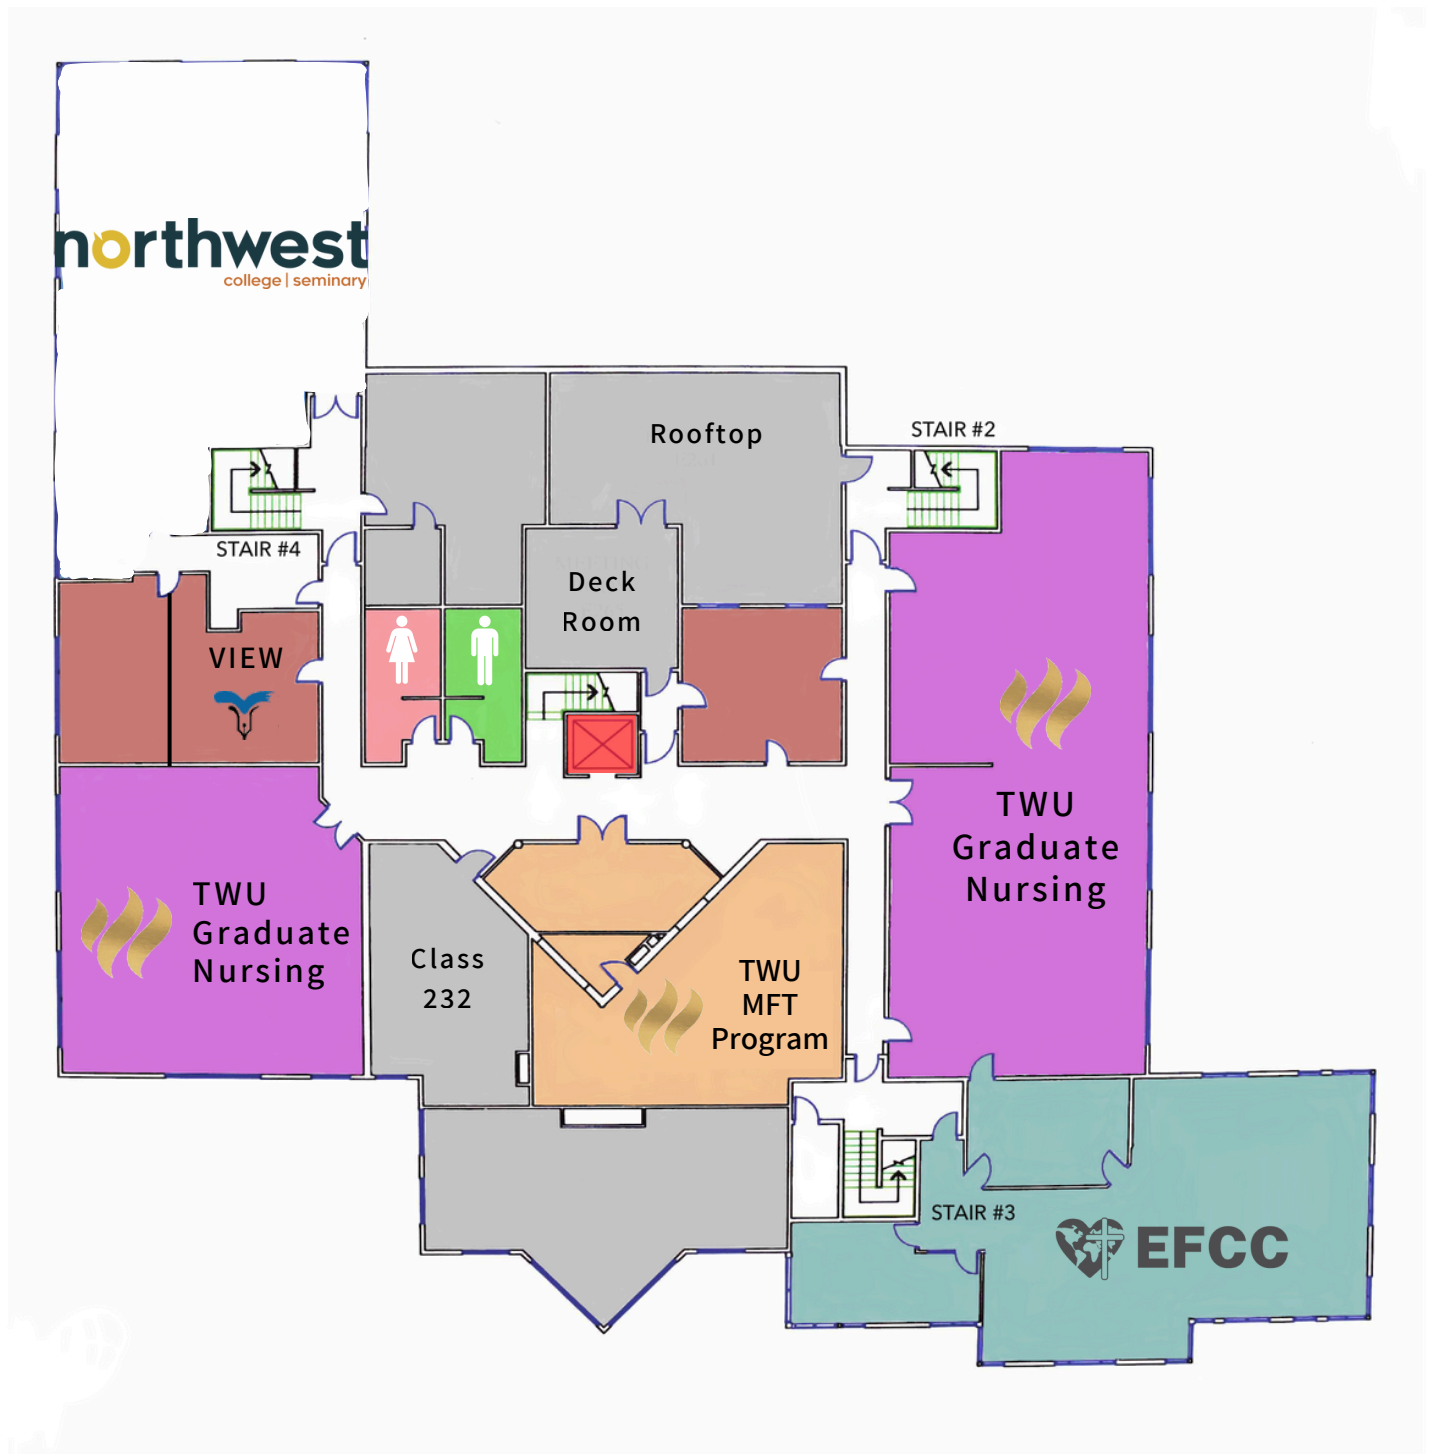 northwest
college | seminary
Rooftop
STAIR #2
STAIR #4
Deck
Room
VIEW
TWU
Graduate
Nursing
TWU
Graduate
Nursing
Class
232
TWU
MFT
Program
STAIR #3
EFCC